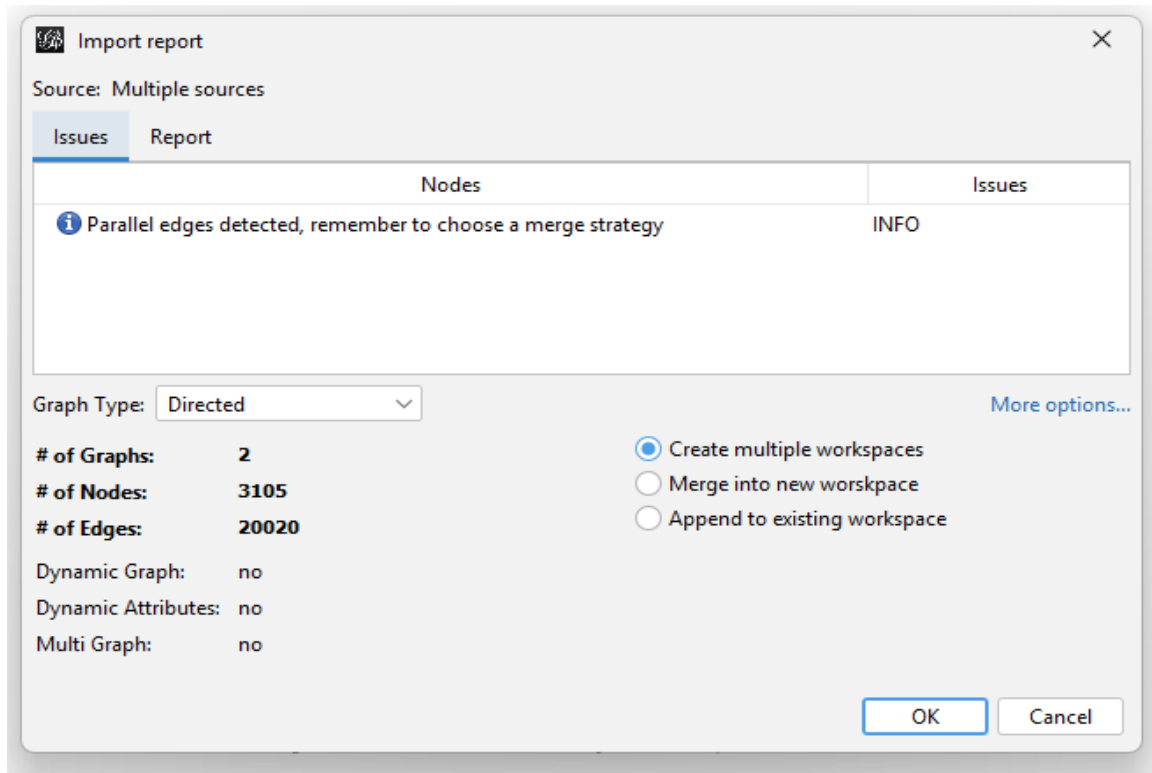 Import report
Source: Multiple sources
Issues Report
Nodes Issues
Parallel edges detected, remember to choose a merge strategy INFO
Graph Type: Directed More options...
# of Graphs: 2 Create multiple workspaces
# of Nodes: 3105 Merge into new worskpace
# of Edges: 20020 Append to existing workspace
Dynamic Graph: no
Dynamic Attributes: no
Multi Graph: no
OK Cancel